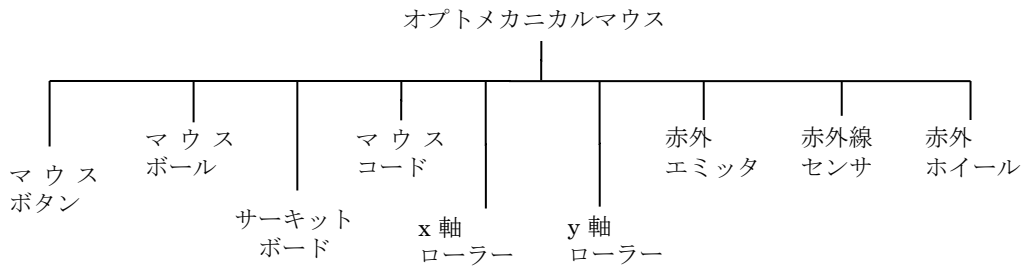 オプトメカニカルマウス
マウス
ボタン
マウス
ボール
サーキット
ボード
マウス
コード
x 軸
ローラー
y 軸
ローラー
赤外
エミッタ
赤外線
センサ
赤外
ホイール